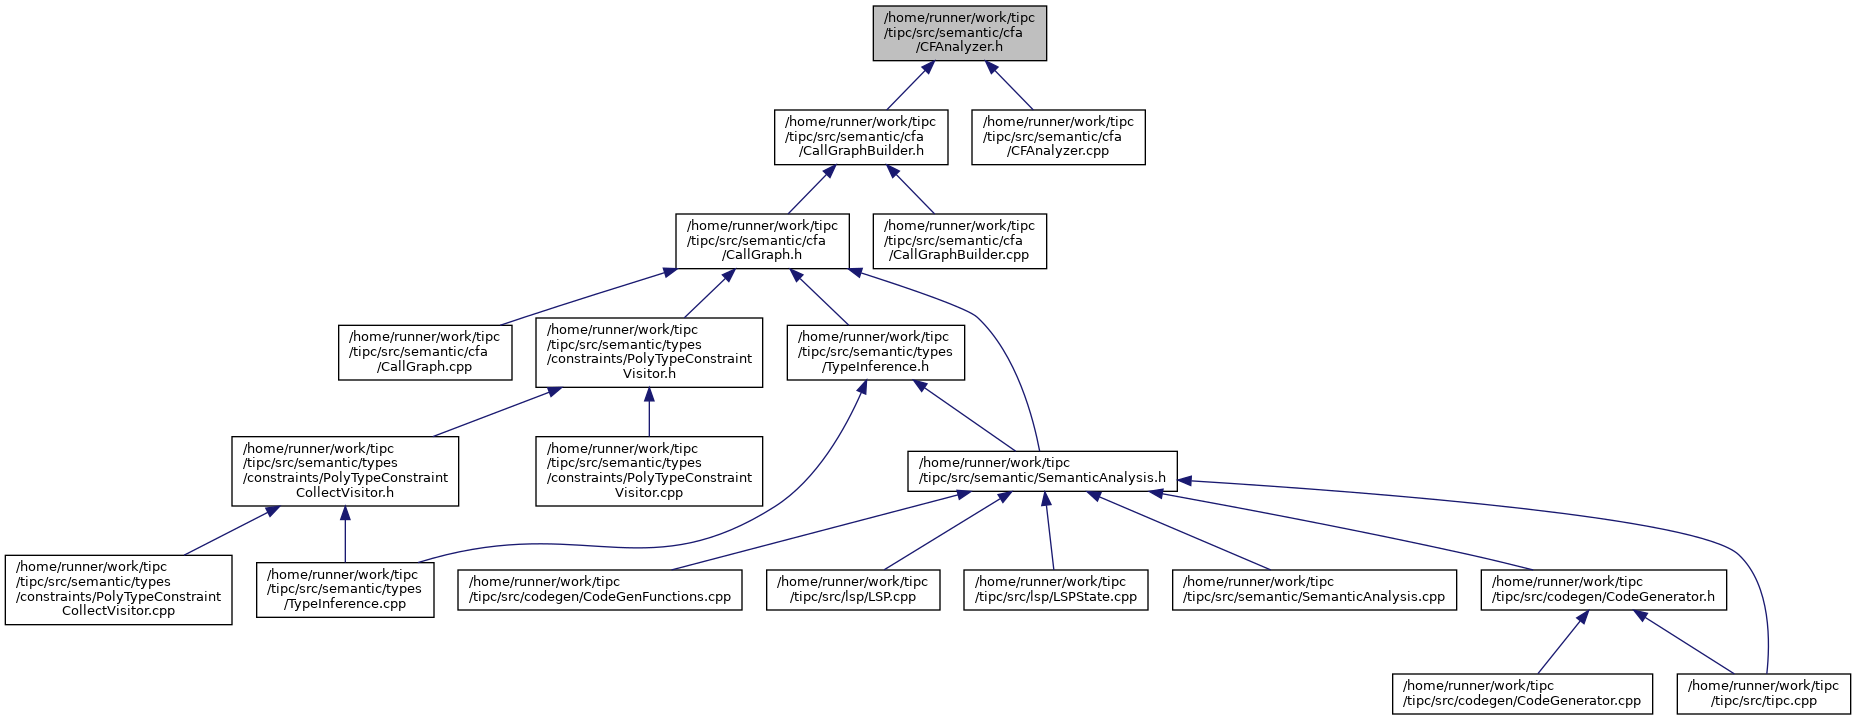 /home/runner/work/tipc
/tipc/src/semantic/cfa
/CFAnalyzer.h
/home/runner/work/tipc
/tipc/src/semantic/cfa
/CallGraphBuilder.h
/home/runner/work/tipc
/tipc/src/semantic/cfa
/CFAnalyzer.cpp
/home/runner/work/tipc
/tipc/src/semantic/cfa
/CallGraph.h
/home/runner/work/tipc
/tipc/src/semantic/cfa
/CallGraphBuilder.cpp
/home/runner/work/tipc
/tipc/src/semantic/cfa
/CallGraph.cpp
/home/runner/work/tipc
/tipc/src/semantic/types
/constraints/PolyTypeConstraint
Visitor.h
/home/runner/work/tipc
/tipc/src/semantic/types
/TypeInference.h
/home/runner/work/tipc
/tipc/src/semantic/types
/constraints/PolyTypeConstraint
CollectVisitor.h
/home/runner/work/tipc
/tipc/src/semantic/types
/constraints/PolyTypeConstraint
Visitor.cpp
/home/runner/work/tipc
/tipc/src/semantic/SemanticAnalysis.h
/home/runner/work/tipc
/tipc/src/semantic/types
/constraints/PolyTypeConstraint
CollectVisitor.cpp
/home/runner/work/tipc
/tipc/src/semantic/types
/TypeInference.cpp
/home/runner/work/tipc
/tipc/src/codegen/CodeGenFunctions.cpp
/home/runner/work/tipc
/tipc/src/lsp/LSP.cpp
/home/runner/work/tipc
/tipc/src/lsp/LSPState.cpp
/home/runner/work/tipc
/tipc/src/semantic/SemanticAnalysis.cpp
/home/runner/work/tipc
/tipc/src/codegen/CodeGenerator.h
/home/runner/work/tipc
/tipc/src/codegen/CodeGenerator.cpp
/home/runner/work/tipc
/tipc/src/tipc.cpp